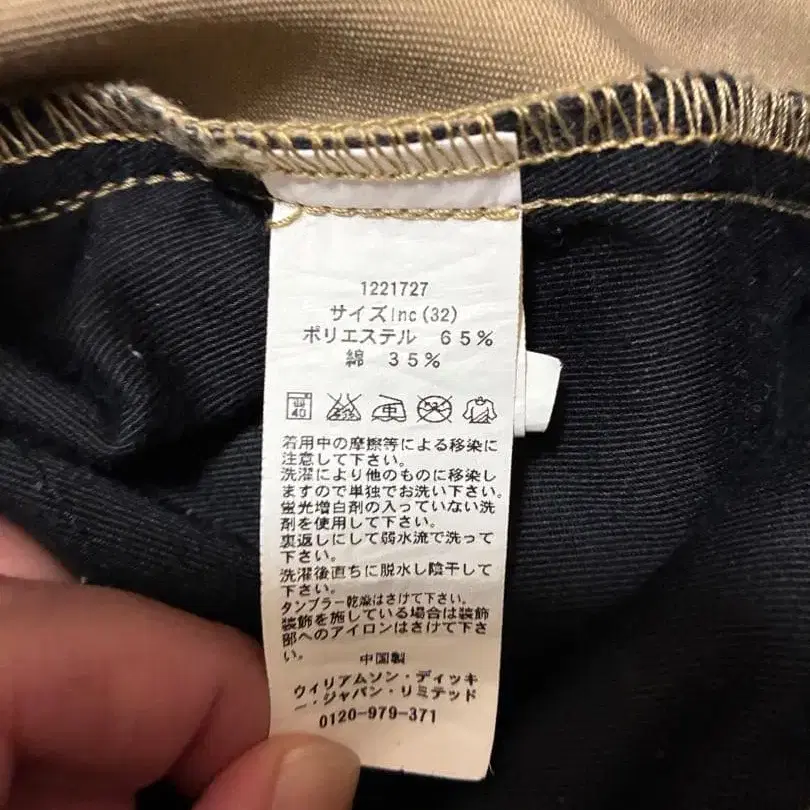 1221727
サイズInc(32)
ポリエステル 65%
綿 35%
40
着用中の摩擦等による移染に
注意して下さい。
洗濯により他のものに移染し
ますので単独でお洗い下さい。
蛍光増白剤の入っていない洗
剤を使用して下さい。
裏返しにして弱水流で洗って
下さい。
洗濯後直ちに脱水し陰干して
下さい。
タンブラー乾燥はさけて下さい。
装飾を施している場合は装飾
部へのアイロンはさけて下さ
い。
中国製
ウイリアムソン・ディッキ
ー・ジャパン・リミテッド
0120-979-371